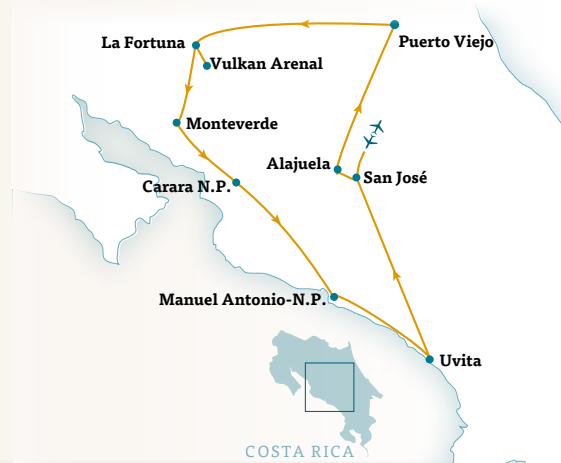 La Fortuna
Puerto Viejo
Vulkan Arenal
Monteverde
Alajuela
San José
Carara N.P.
Manuel Antonio-N.P.
Uvita
COSTA RICA